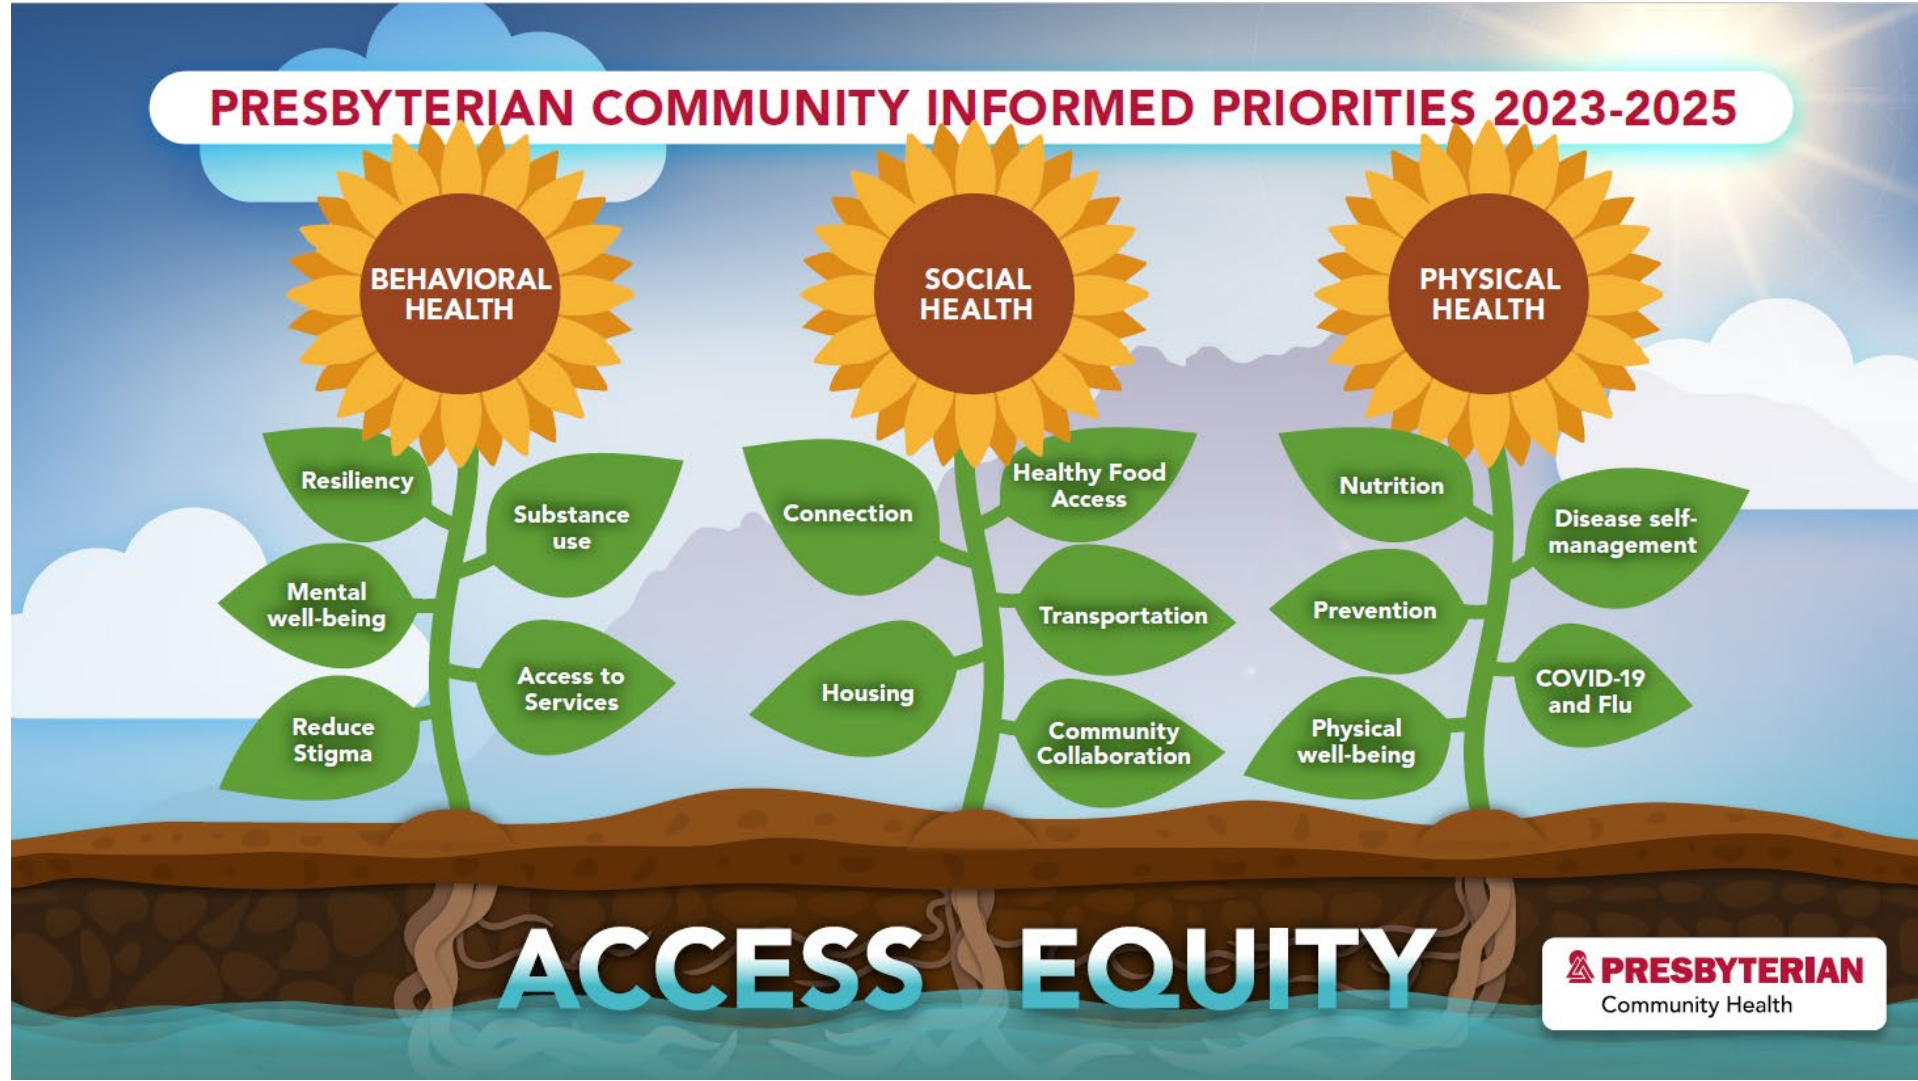 PRESBYTERIAN COMMUNITY INFORMED PRIORITIES 2023-2025
BEHAVIORAL
HEALTH
Resiliency
Substance
use
Mental
well-being
Access to
Services
Reduce
Stigma
SOCIAL
HEALTH
Connection
Healthy Food
Access
Transportation
Housing
Community
Collaboration
PHYSICAL
HEALTH
Nutrition
Disease self-
management
Prevention
COVID-19
and Flu
Physical
well-being
ACCESS EQUITY
PRESBYTERIAN
Community Health